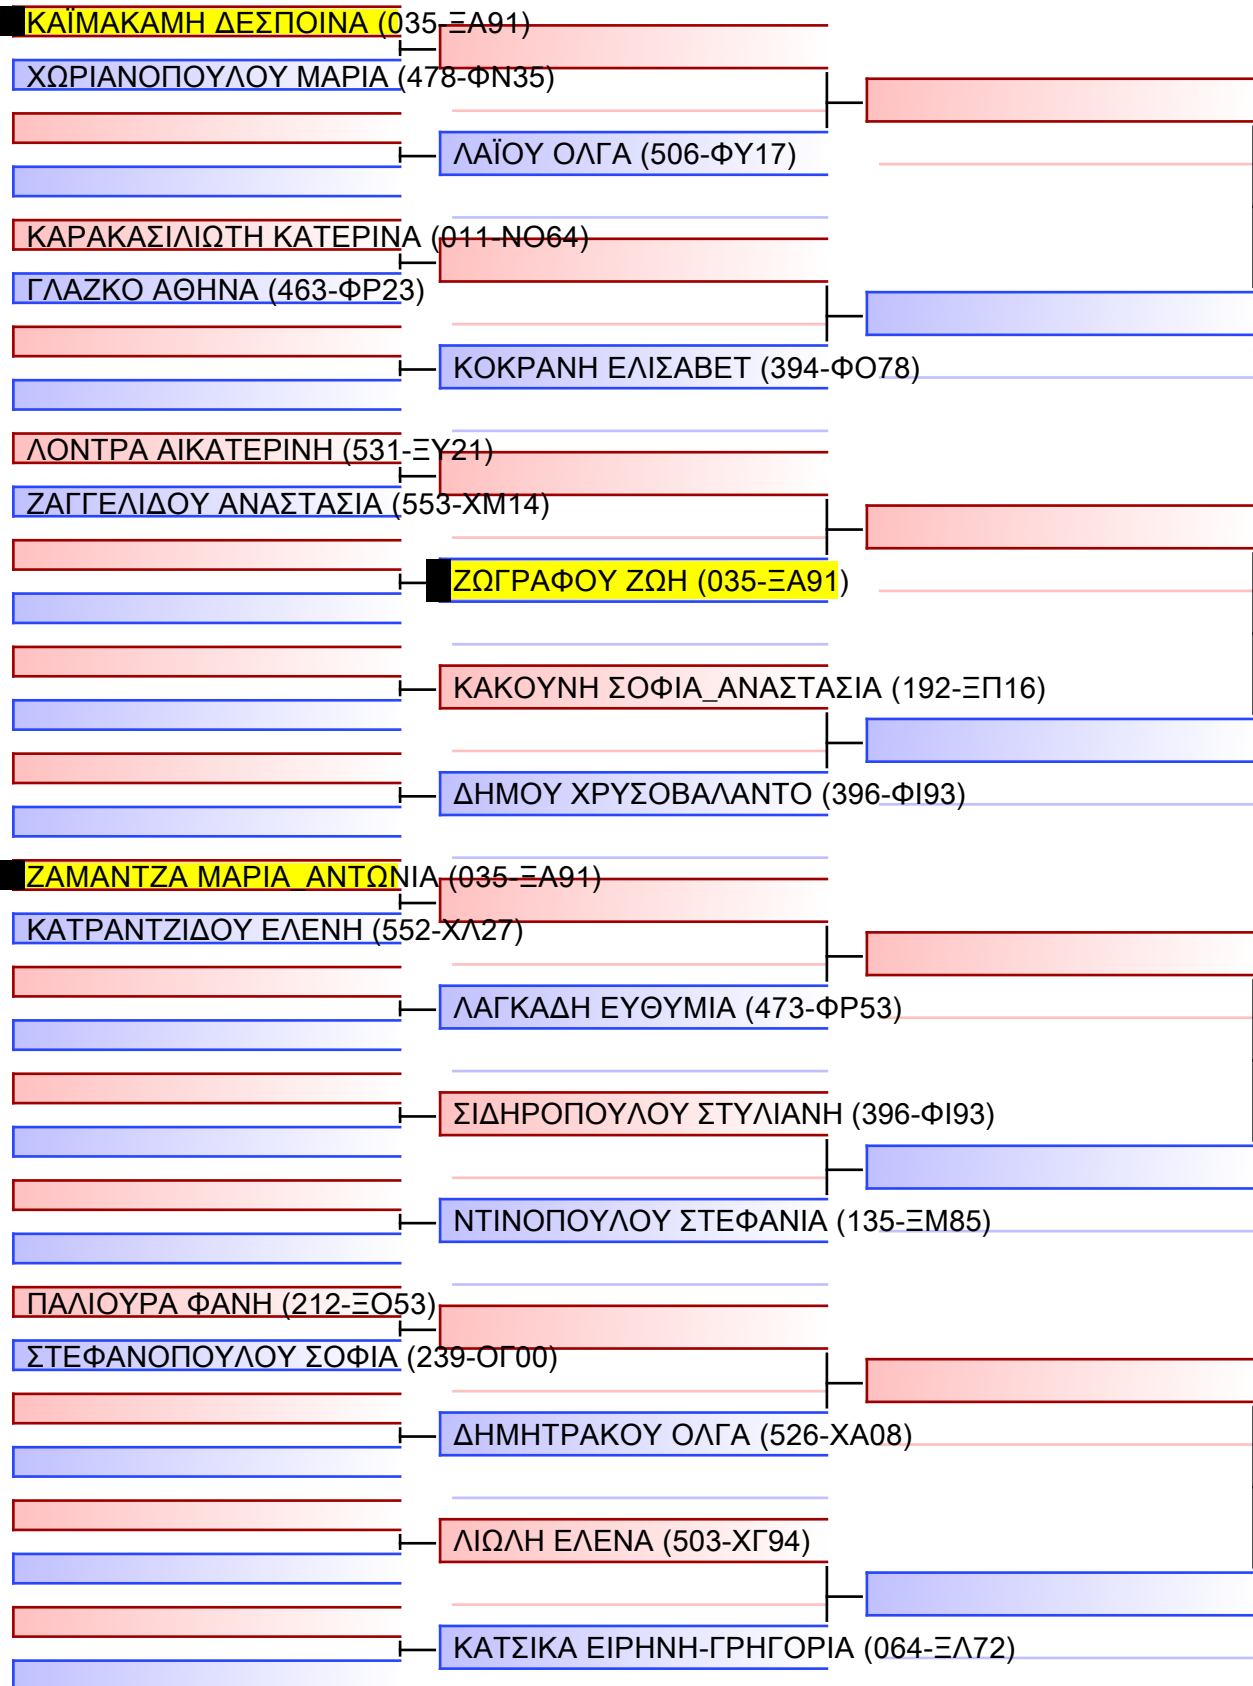 ΚΑΪΜΑΚΑΜΗ ΔΕΣΠΟΙΝΑ (035-ΞΑ91)
ΧΩΡΙΑΝΟΠΟΥΛΟΥ ΜΑΡΙΑ (478-ΦΝ35)
ΛΑΪΟΥ ΟΛΓΑ (506-ΦΥ17)
ΚΑΡΑΚΑΣΙΛΙΩΤΗ ΚΑΤΕΡΙΝΑ (011-ΝΟ64)
ΓΛΑΖΚΟ ΑΘΗΝΑ (463-ΦΡ23)
ΚΟΚΡΑΝΗ ΕΛΙΣΑΒΕΤ (394-ΦΟ78)
ΛΟΝΤΡΑ ΑΙΚΑΤΕΡΙΝΗ (531-ΞΥ21)
ΖΑΓΓΕΛΙΔΟΥ ΑΝΑΣΤΑΣΙΑ (553-ΧΜ14)
ΖΩΓΡΑΦΟΥ ΖΩΗ (035-ΞΑ91)
ΚΑΚΟΥΝΗ ΣΟΦΙΑ_ΑΝΑΣΤΑΣΙΑ (192-ΞΠ16)
ΔΗΜΟΥ ΧΡΥΣΟΒΑΛΑΝΤΟ (396-ΦΙ93)
ΖΑΜΑΝΤΖΑ ΜΑΡΙΑ_ΑΝΤΩΝΙΑ (035-ΞΑ91)
ΚΑΤΡΑΝΤΖΙΔΟΥ ΕΛΕΝΗ (552-ΧΛ27)
ΛΑΓΚΑΔΗ ΕΥΘΥΜΙΑ (473-ΦΡ53)
ΣΙΔΗΡΟΠΟΥΛΟΥ ΣΤΥΛΙΑΝΗ (396-ΦΙ93)
ΝΤΙΝΟΠΟΥΛΟΥ ΣΤΕΦΑΝΙΑ (135-ΞΜ85)
ΠΑΛΙΟΥΡΑ ΦΑΝΗ (212-ΞΟ53)
ΣΤΕΦΑΝΟΠΟΥΛΟΥ ΣΟΦΙΑ (239-ΟΓ00)
ΔΗΜΗΤΡΑΚΟΥ ΟΛΓΑ (526-ΧΑ08)
ΛΙΩΛΗ ΕΛΕΝΑ (503-ΧΓ94)
ΚΑΤΣΙΚΑ ΕΙΡΗΝΗ-ΓΡΗΓΟΡΙΑ (064-ΞΛ72)